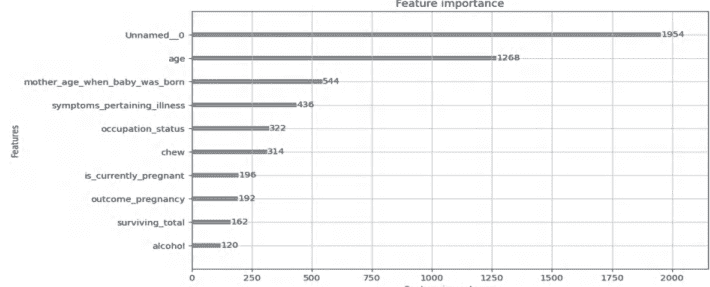 Feature importance
Unnamed__0 1954
age 1268
mother_age_when_baby_was_born 544
symptoms_pertaining_illness 436
occupation_status 322
chew 314
is_currently_pregnant 196
outcome_pregnancy 192
surviving_total 162
alcohol 120
Features
0 250 500 750 1000 1250 1500 1750 2000